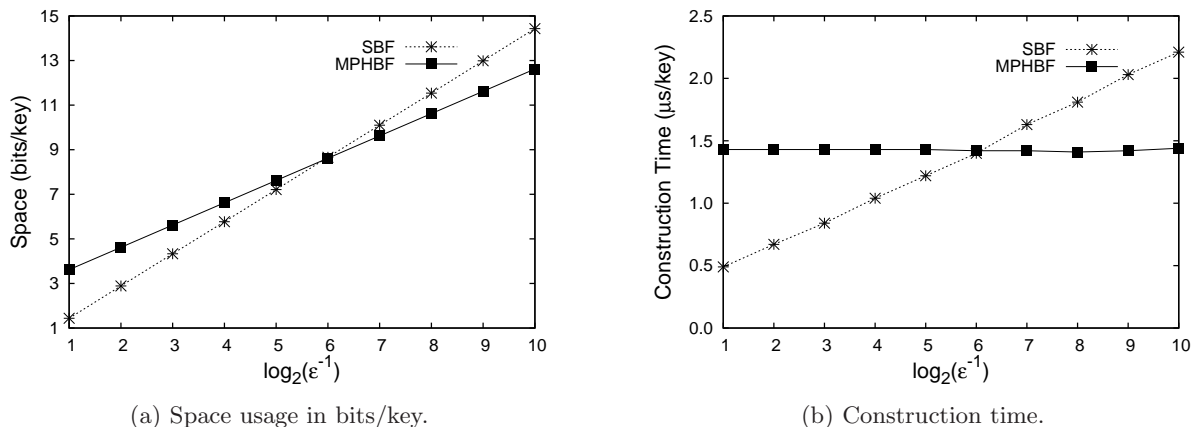 15
13
11
9
7
5
3
1
Space (bits/key)
SBF
MPHBF
1 2 3 4 5 6 7 8 9 10
log₂(ε⁻¹)
(a) Space usage in bits/key.
2.5
2.0
1.5
1.0
0.5
0.0
Construction Time (μs/key)
SBF
MPHBF
1 2 3 4 5 6 7 8 9 10
log₂(ε⁻¹)
(b) Construction time.